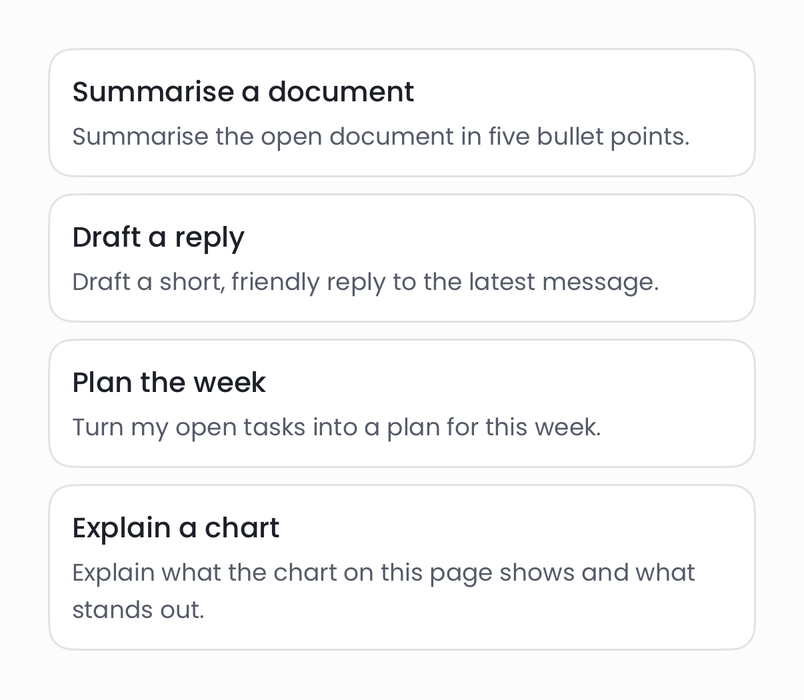 Summarise a document
Summarise the open document in five bullet points.
Draft a reply
Draft a short, friendly reply to the latest message.
Plan the week
Turn my open tasks into a plan for this week.
Explain a chart
Explain what the chart on this page shows and what
stands out.